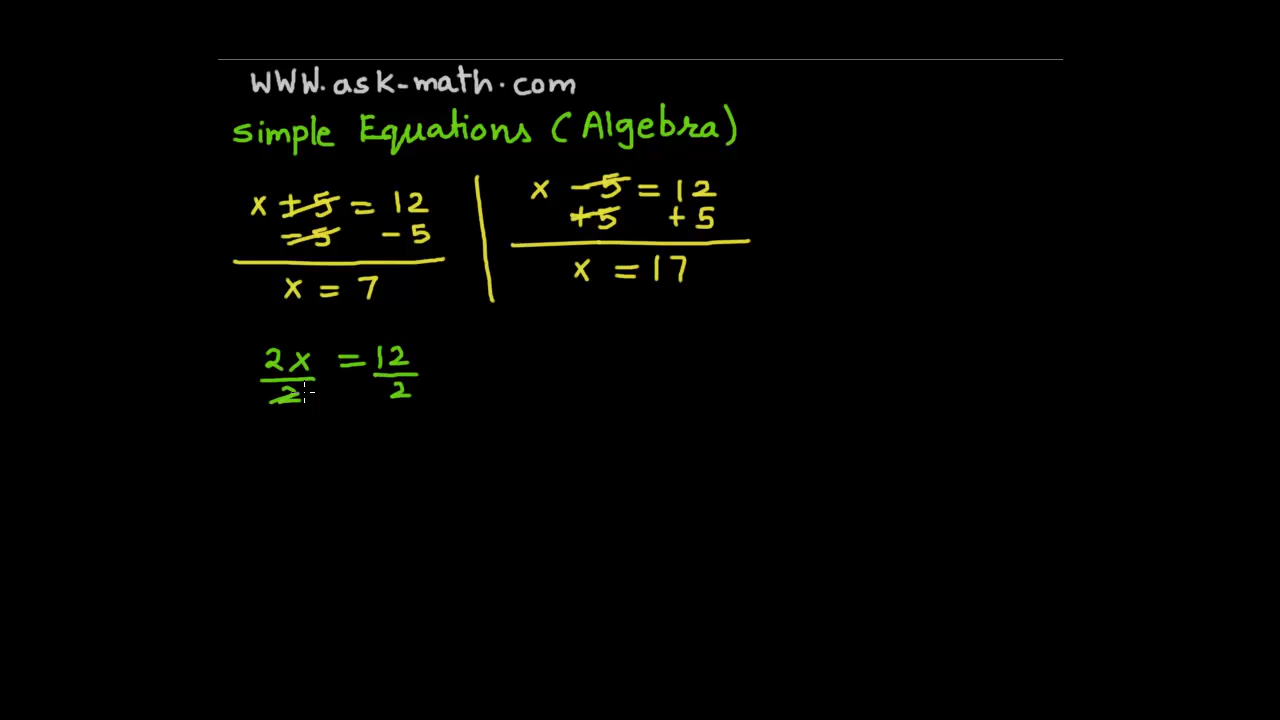 WWW.ask-math.com
simple Equations (Algebra)
x + 5 = 12
- 5 - 5
x = 7
x - 5 = 12
+ 5 + 5
x = 17
2x = 12
2 2